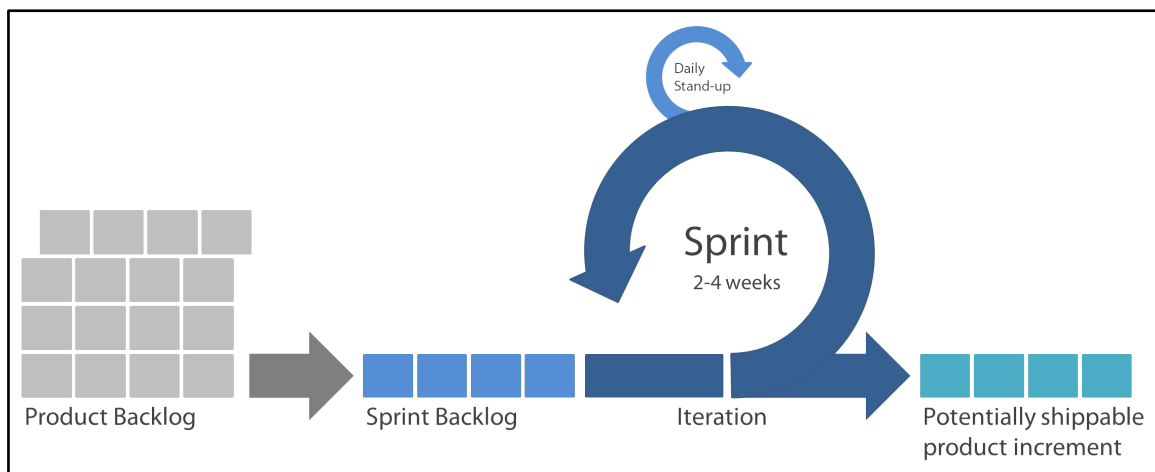 Daily
Stand-up
Sprint
2-4 weeks
Product Backlog
Sprint Backlog
Iteration
Potentially shippable
product increment